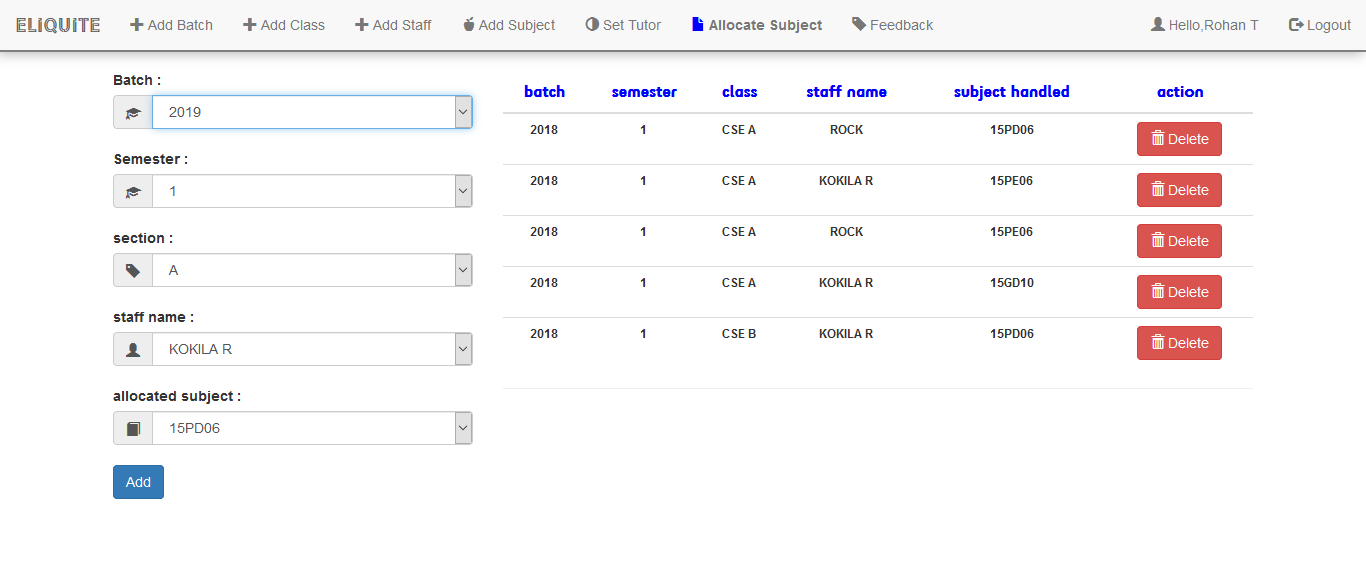 ELiQUiTE Add Batch Add Class Add Staff Add Subject Set Tutor Allocate Subject Feedback Hello,Rohan T Logout
Batch :
2019
Semester :
1
section :
A
staff name :
KOKILA R
allocated subject :
15PD06
Add
batch semester class staff name subject handled action
2018 1 CSE A ROCK 15PD06 Delete
2018 1 CSE A KOKILA R 15PE06 Delete
2018 1 CSE A ROCK 15PE06 Delete
2018 1 CSE A KOKILA R 15GD10 Delete
2018 1 CSE B KOKILA R 15PD06 Delete